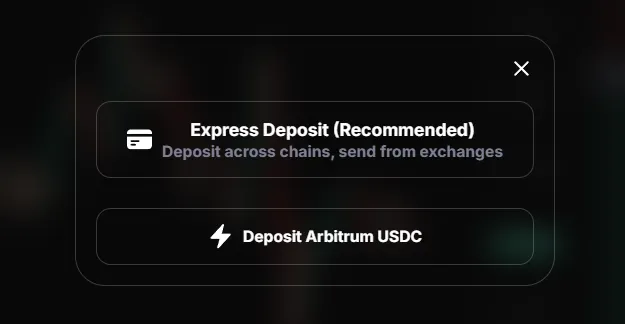 Express Deposit (Recommended)
Deposit across chains, send from exchanges
Deposit Arbitrum USDC